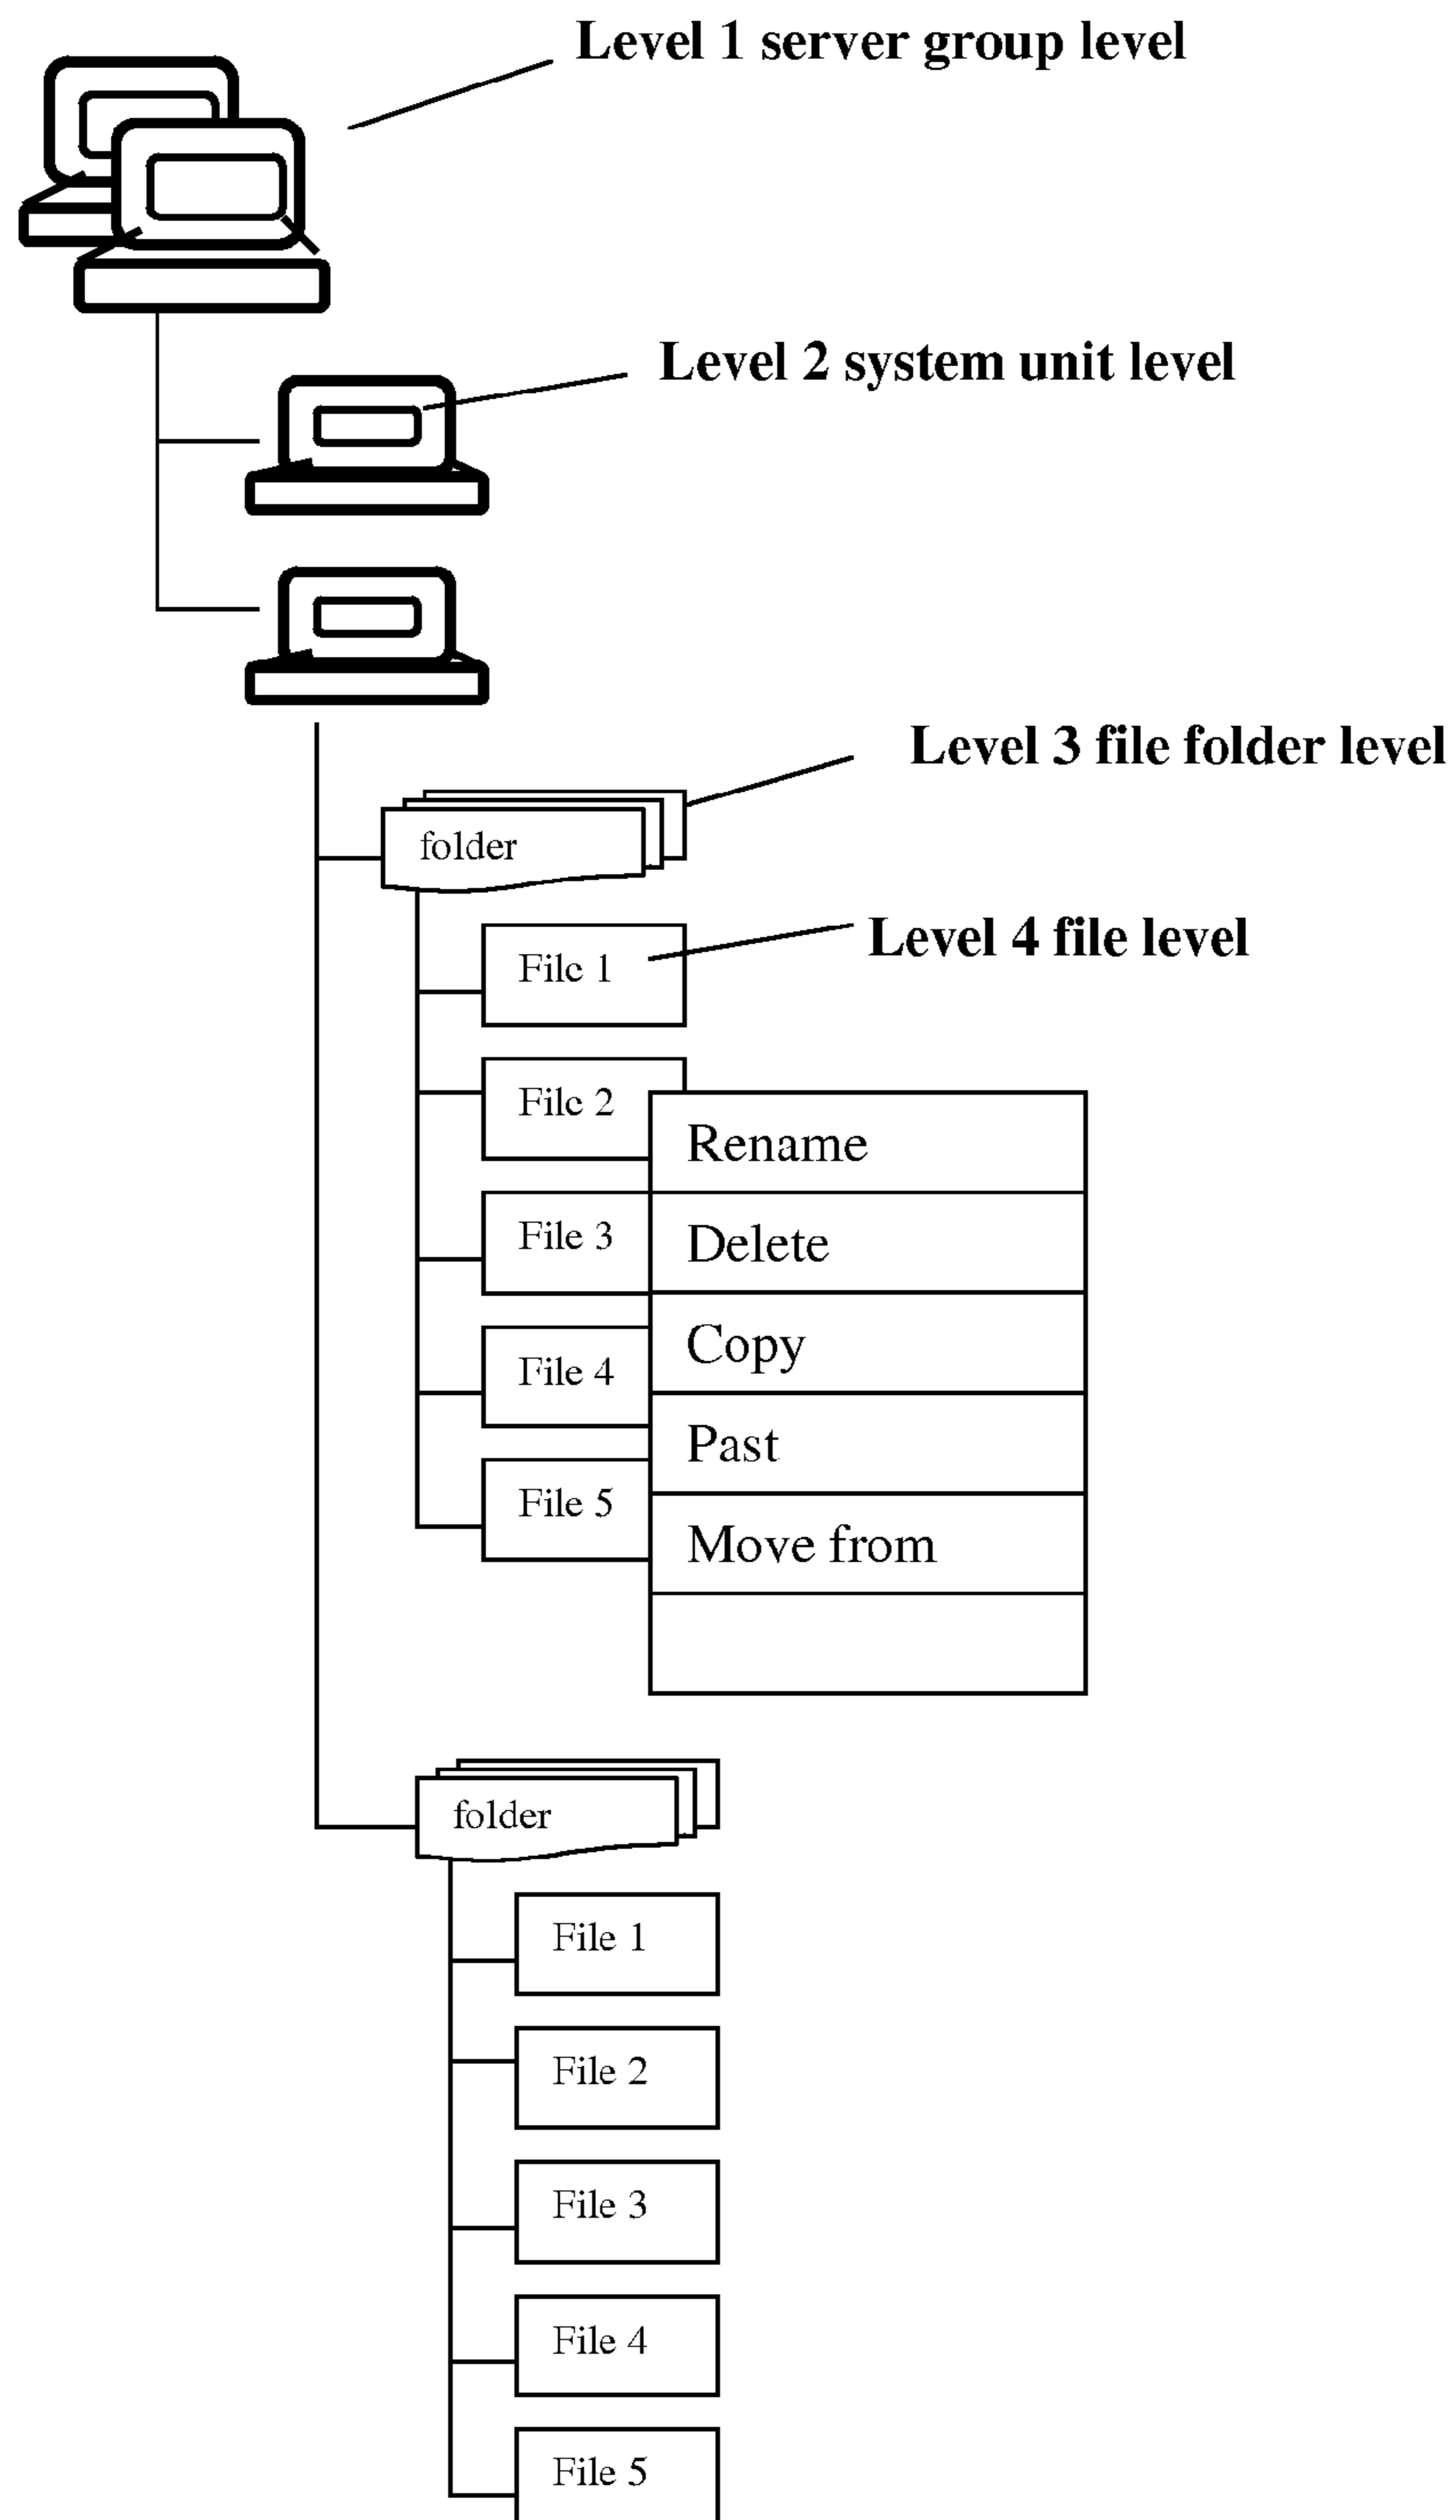 Level 1 server group level
Level 2 system unit level
Level 3 file folder level
folder
Level 4 file level
File 1
File 2
Rename
File 3
Delete
Copy
File 4
Past
File 5
Move from
folder
File 1
File 2
File 3
File 4
File 5